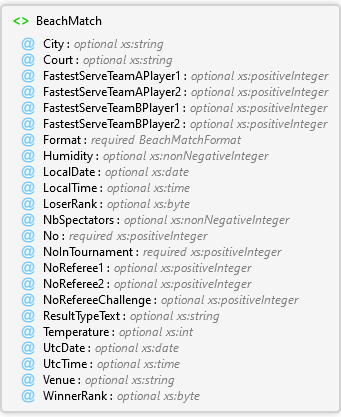 <> BeachMatch
@ City : optional xs:string
@ Court : optional xs:string
@ FastestServeTeamAPlayer1 : optional xs:positiveInteger
@ FastestServeTeamAPlayer2 : optional xs:positiveInteger
@ FastestServeTeamBPlayer1 : optional xs:positiveInteger
@ FastestServeTeamBPlayer2 : optional xs:positiveInteger
@ Format : required BeachMatchFormat
@ Humidity : optional xs:nonNegativeInteger
@ LocalDate : optional xs:date
@ LocalTime : optional xs:time
@ LoserRank : optional xs:byte
@ NbSpectators : optional xs:nonNegativeInteger
@ No : required xs:positiveInteger
@ NoInTournament : required xs:positiveInteger
@ NoReferee1 : optional xs:positiveInteger
@ NoReferee2 : optional xs:positiveInteger
@ NoRefereeChallenge : optional xs:positiveInteger
@ ResultTypeText : optional xs:string
@ Temperature : optional xs:int
@ UtcDate : optional xs:date
@ UtcTime : optional xs:time
@ Venue : optional xs:string
@ WinnerRank : optional xs:byte